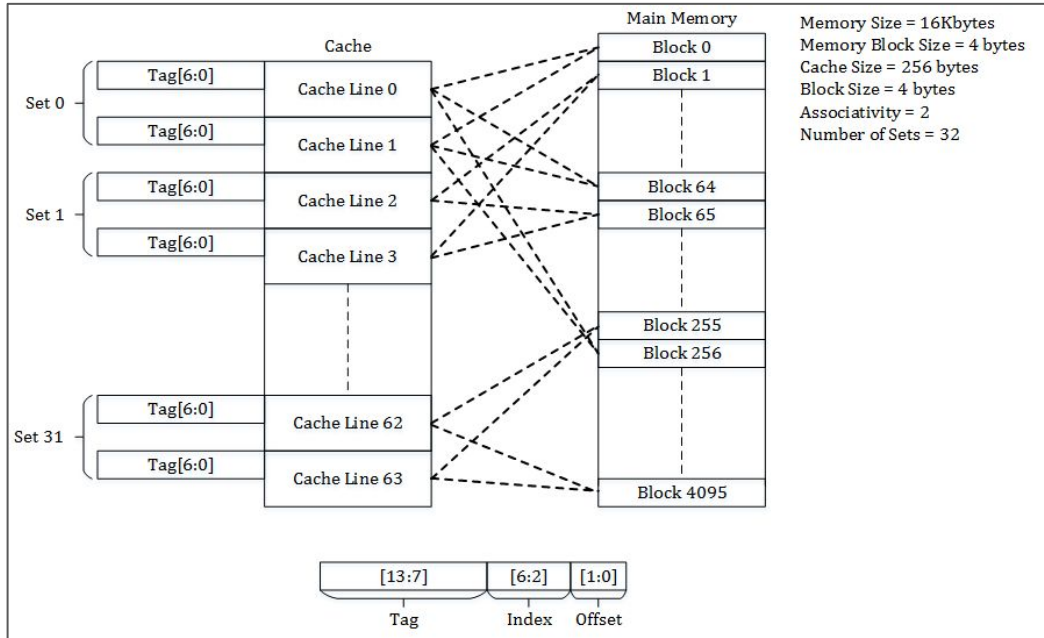 Main Memory
Cache
Memory Size = 16Kbytes
Memory Block Size = 4 bytes
Cache Size = 256 bytes
Block Size = 4 bytes
Associativity = 2
Number of Sets = 32
Block 0
Tag[6:0]
Cache Line 0
Block 1
Set 0
Tag[6:0]
Cache Line 1
Tag[6:0]
Cache Line 2
Block 64
Set 1
Block 65
Tag[6:0]
Cache Line 3
Block 255
Block 256
Tag[6:0]
Cache Line 62
Set 31
Tag[6:0]
Cache Line 63
Block 4095
[13:7]
[6:2]
[1:0]
Tag
Index
Offset